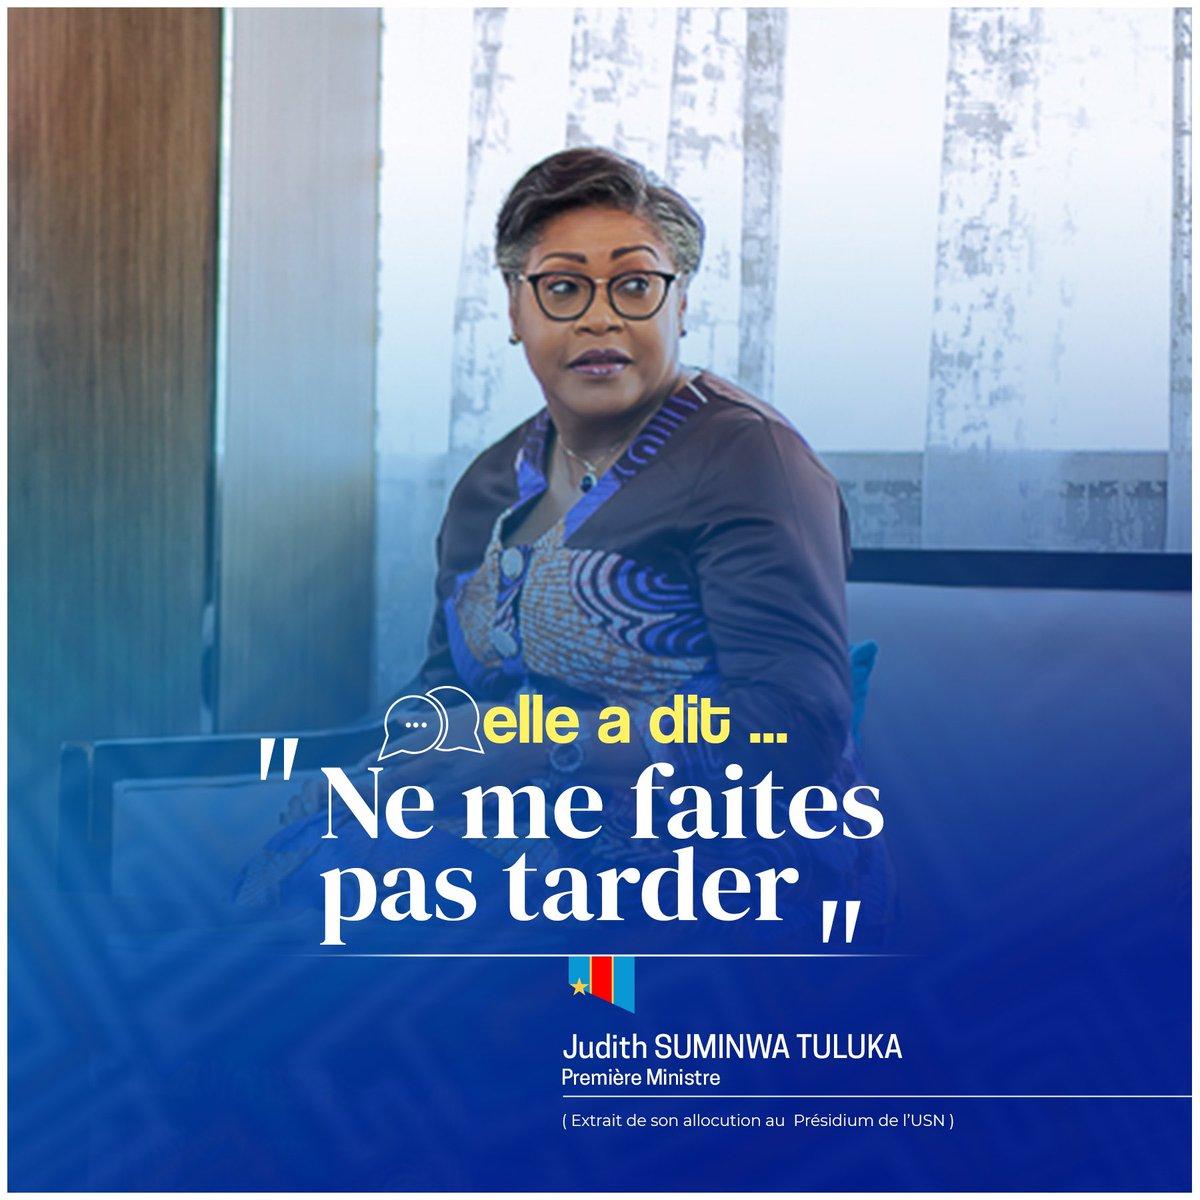 elle a dit ...
" Ne me faites
pas tarder "
Judith SUMINWA TULUKA
Première Ministre
( Extrait de son allocution au Présidium de l'USN )